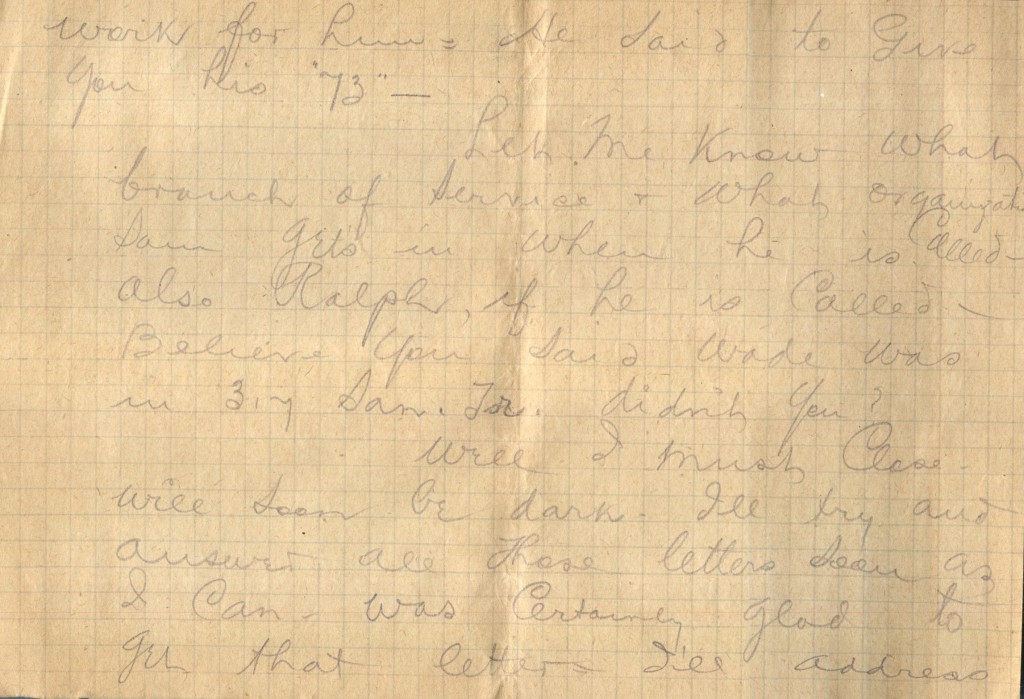 work for him - He said to Give
You his "73" —
Let Me Know what
branch of service + what organizat
Sam gets in when he is called -
also Ralph, if he is called -
Believe You said Wade was
in 317 San. Tr. didn't You?
Well I must Close -
will soon be dark - I'll try and
answer all those letters soon as
I can - was Certainly glad to
get that letter - I'll address